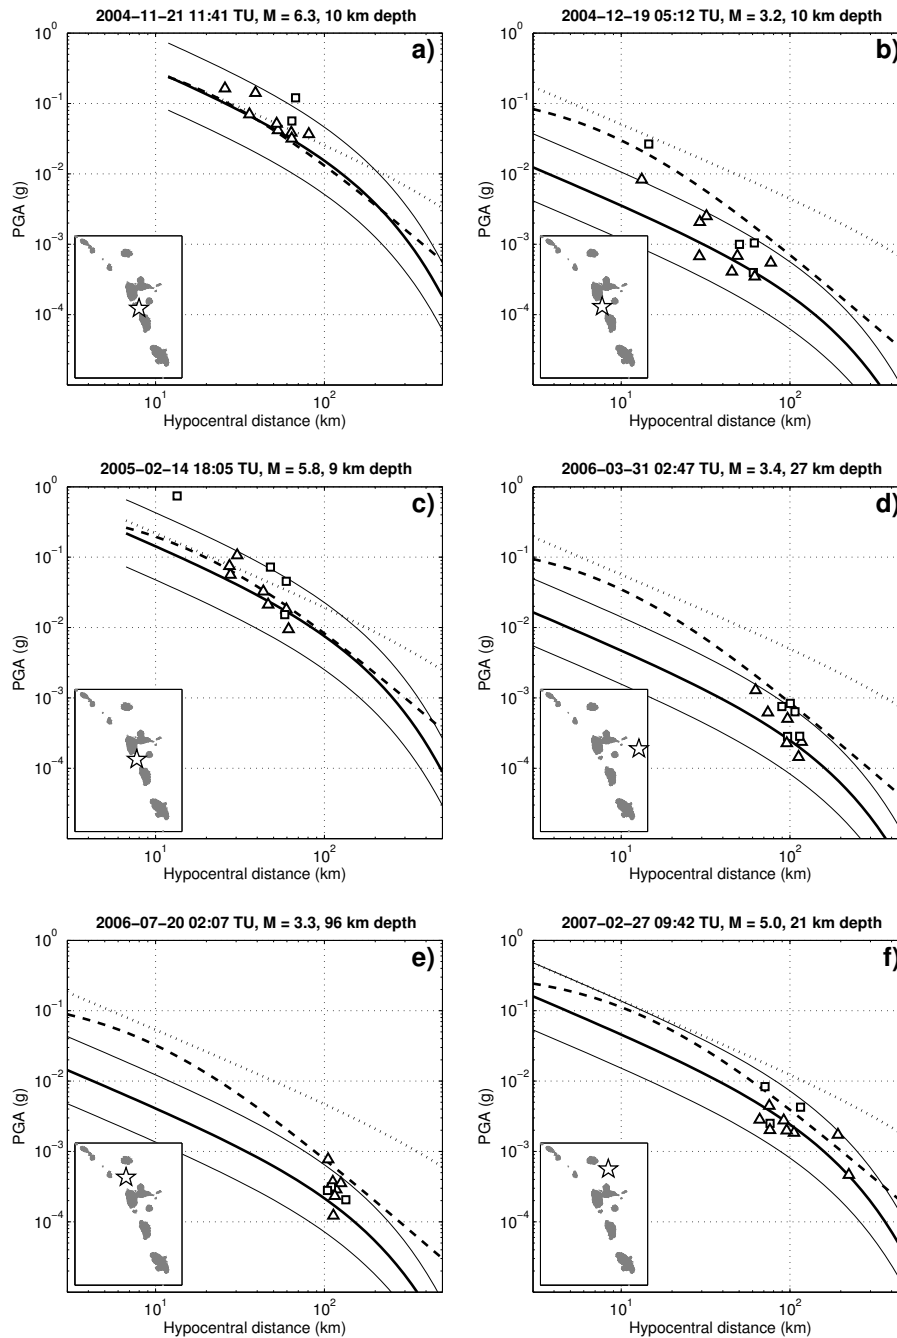 2004−11−21 11:41 TU, M = 6.3, 10 km depth
a)
10^0
10^−1
10^−2
10^−3
10^−4
PGA (g)
10^1
10^2
Hypocentral distance (km)
2004−12−19 05:12 TU, M = 3.2, 10 km depth
b)
10^0
10^−1
10^−2
10^−3
10^−4
PGA (g)
10^1
10^2
Hypocentral distance (km)
2005−02−14 18:05 TU, M = 5.8, 9 km depth
c)
10^0
10^−1
10^−2
10^−3
10^−4
PGA (g)
10^1
10^2
Hypocentral distance (km)
2006−03−31 02:47 TU, M = 3.4, 27 km depth
d)
10^0
10^−1
10^−2
10^−3
10^−4
PGA (g)
10^1
10^2
Hypocentral distance (km)
2006−07−20 02:07 TU, M = 3.3, 96 km depth
e)
10^0
10^−1
10^−2
10^−3
10^−4
PGA (g)
10^1
10^2
Hypocentral distance (km)
2007−02−27 09:42 TU, M = 5.0, 21 km depth
f)
10^0
10^−1
10^−2
10^−3
10^−4
PGA (g)
10^1
10^2
Hypocentral distance (km)